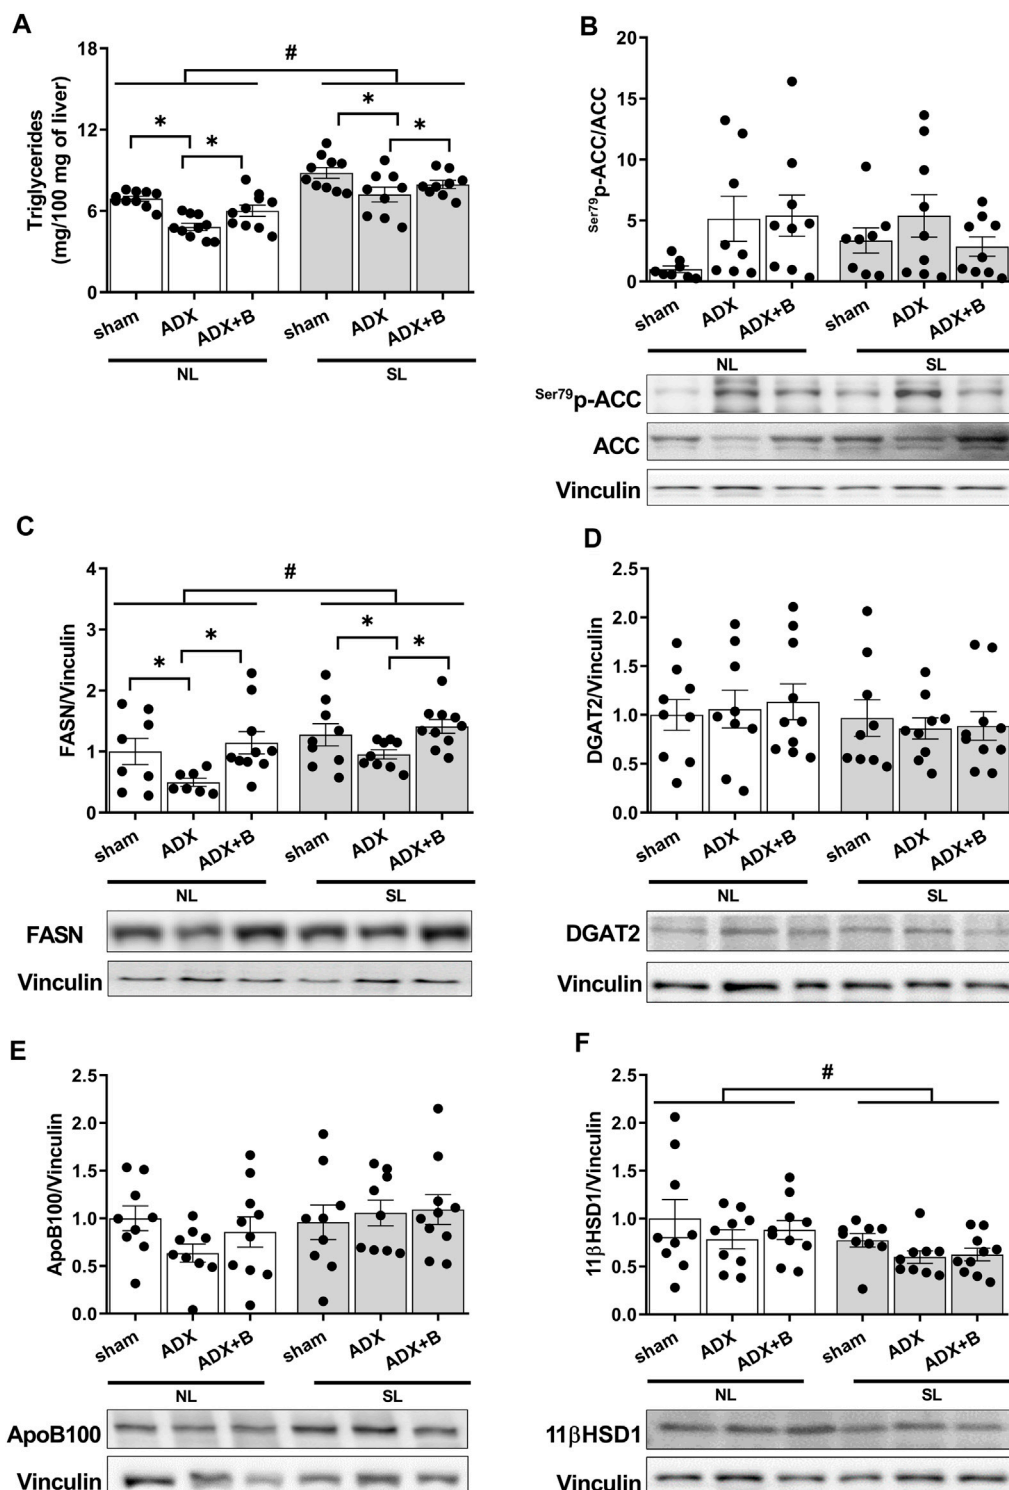 A
Triglycerides
(mg/100 mg of liver)
18
12
6
0
#
*
*
*
*
sham
ADX
ADX+B
sham
ADX
ADX+B
NL
SL
B
Ser79p-ACC/ACC
20
15
10
5
0
sham
ADX
ADX+B
sham
ADX
ADX+B
NL
SL
Ser79p-ACC
ACC
Vinculin
C
FASN/Vinculin
4
3
2
1
0
#
*
*
*
*
sham
ADX
ADX+B
sham
ADX
ADX+B
NL
SL
FASN
Vinculin
D
DGAT2/Vinculin
2.5
2.0
1.5
1.0
0.5
0.0
sham
ADX
ADX+B
sham
ADX
ADX+B
NL
SL
DGAT2
Vinculin
E
ApoB100/Vinculin
2.5
2.0
1.5
1.0
0.5
0.0
sham
ADX
ADX+B
sham
ADX
ADX+B
NL
SL
ApoB100
Vinculin
F
11βHSD1/Vinculin
2.5
2.0
1.5
1.0
0.5
0.0
#
sham
ADX
ADX+B
sham
ADX
ADX+B
NL
SL
11βHSD1
Vinculin